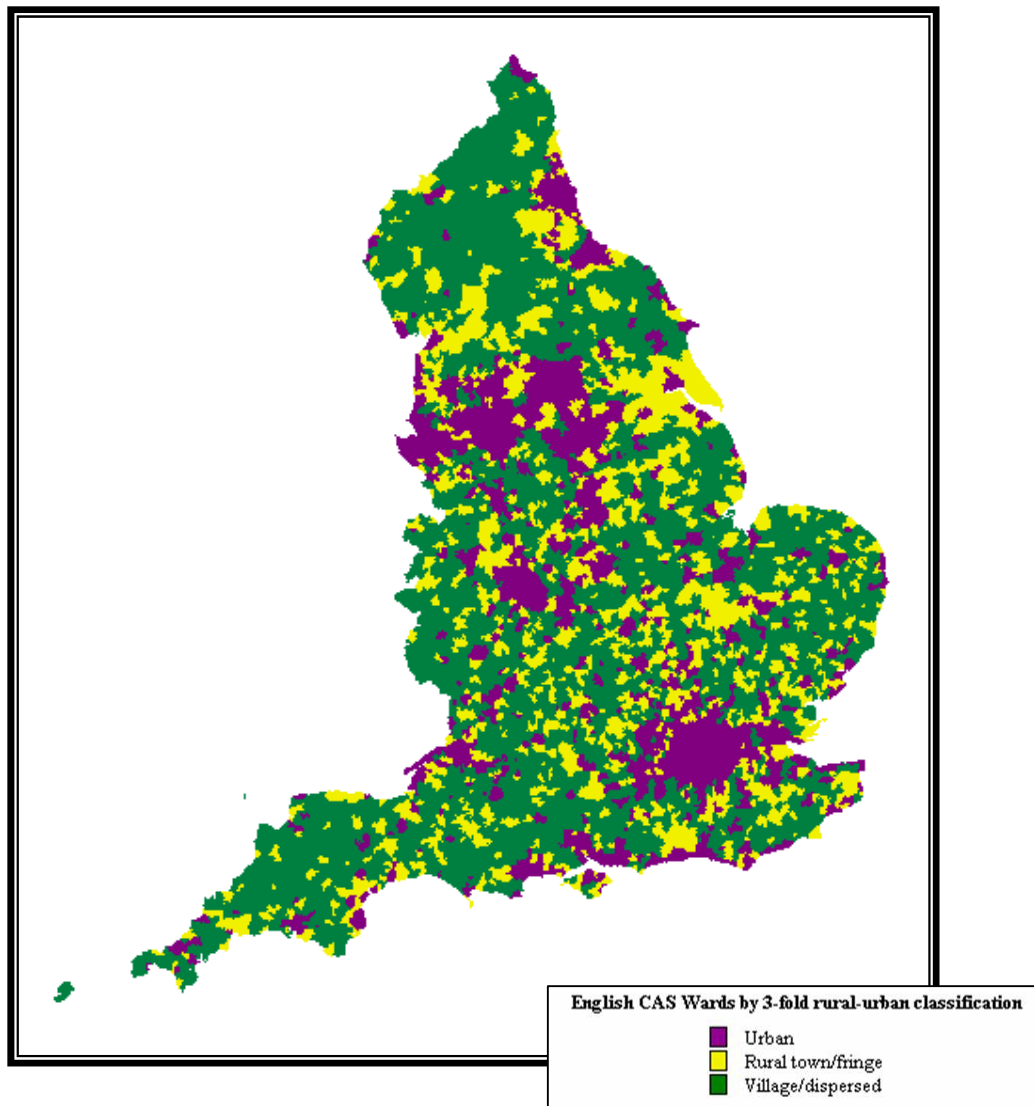 English CAS Wards by 3-fold rural-urban classification
Urban
Rural town/fringe
Village/dispersed